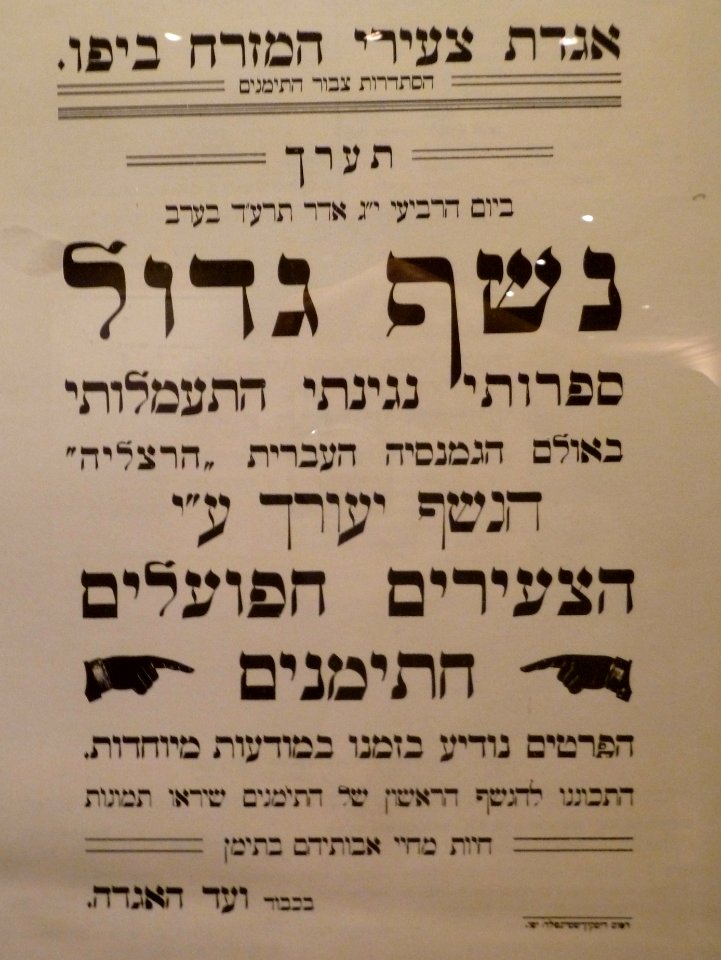 אגדת צעירי המזרח ביפו.
הסתדרות צבור התימנים
תערך
ביום הרביעי י״ג אדר תרע״ד בערב
נשף גדול
ספרותי נגינתי התעמלותי
באולם הגמנסיה העברית „הרצליה״
הנשף יעורך ע״י
הצעירים הפועלים
התימנים
הפרטים נודיע בזמנו במודעות מיוחדות.
התכוננו להנשף הראשון של התימנים שיראו תמונות
חיות מחיי אבותיהם בתימן
בכבוד ועד האגדה.